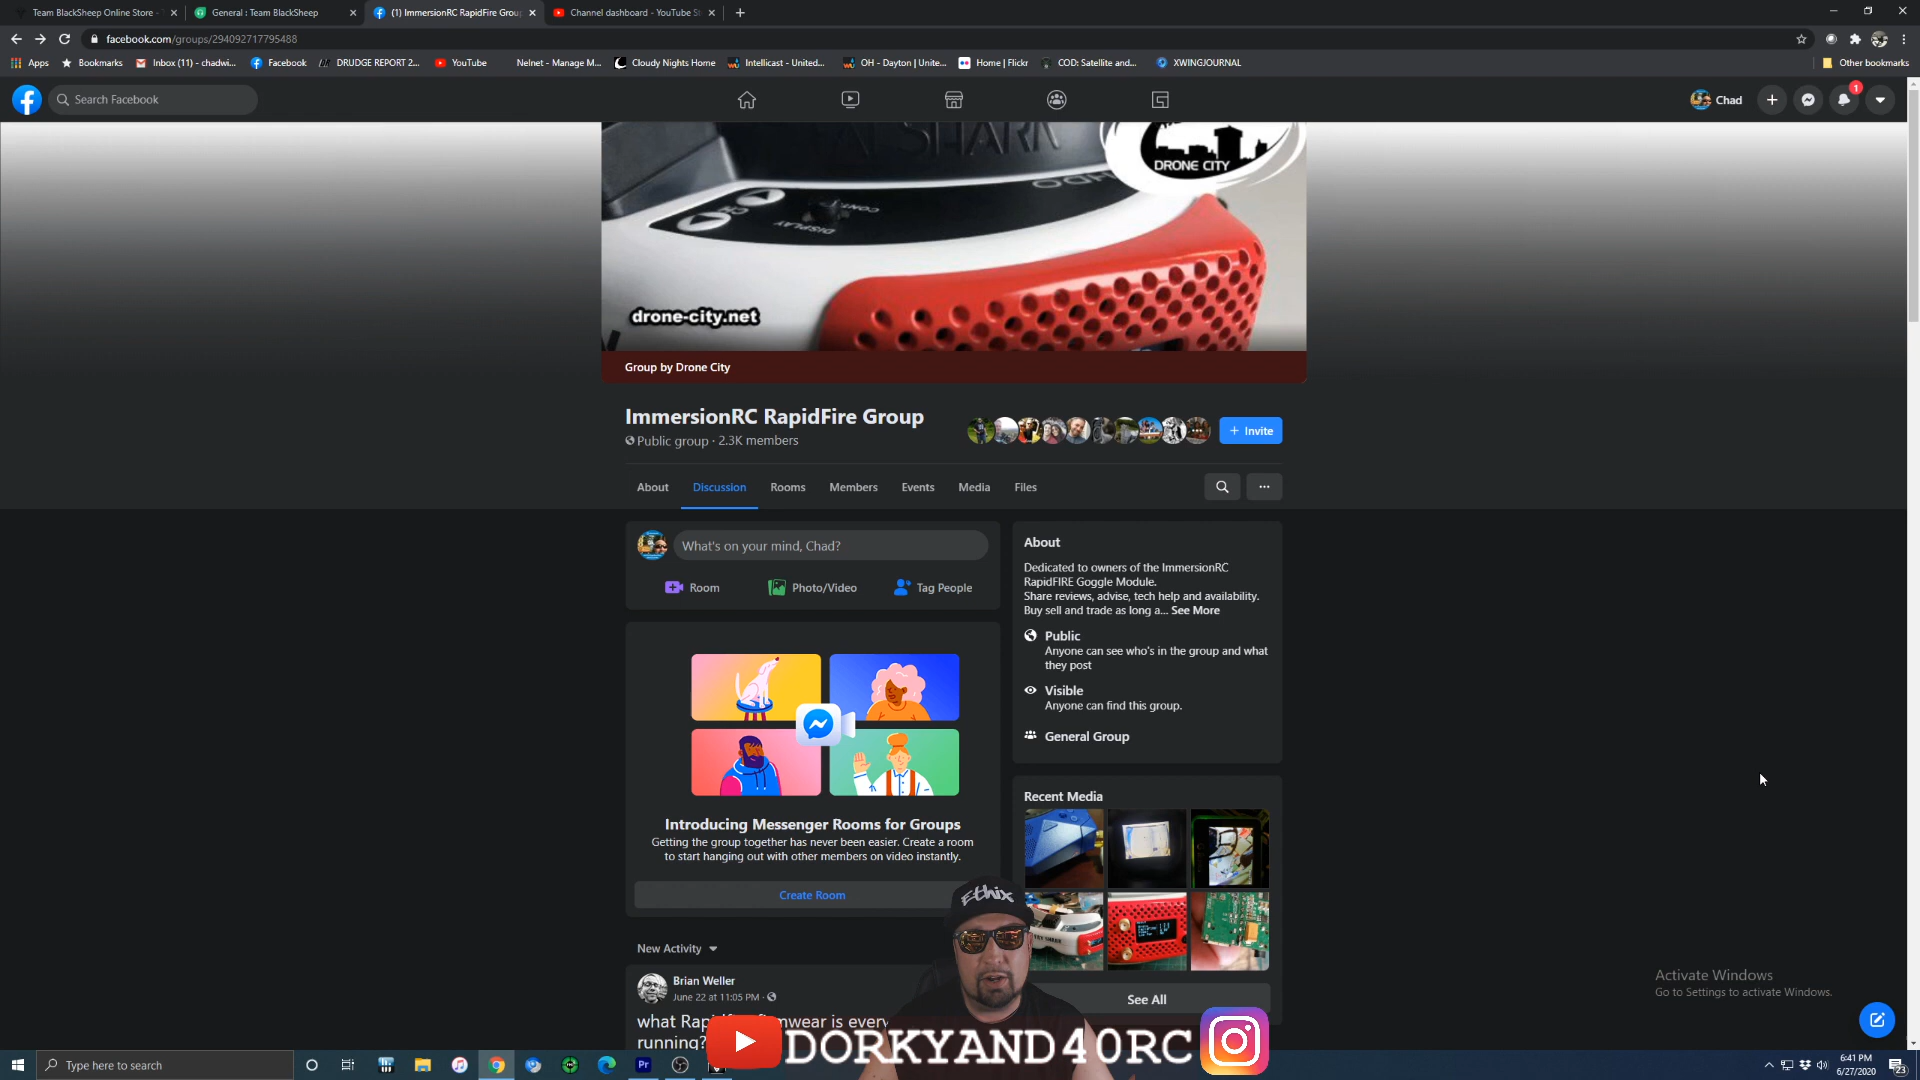 Team BlackSheep Online Store -
General : Team BlackSheep
(1) ImmersionRC RapidFire Grou
Channel dashboard - YouTube S
facebook.com/groups/294092717795488
Apps
Bookmarks
Inbox (11) - chadwi...
Facebook
DRUDGE REPORT 2...
YouTube
Nelnet - Manage M...
Cloudy Nights Home
Intellicast - United...
OH - Dayton | Unite...
Home | Flickr
COD: Satellite and...
XWINGJOURNAL
Other bookmarks
Search Facebook
Chad
1
DRONE CITY
DISPLAY
drone-city.net
Group by Drone City
ImmersionRC RapidFire Group
Public group · 2.3K members
+ Invite
About
Discussion
Rooms
Members
Events
Media
Files
What's on your mind, Chad?
Room
Photo/Video
Tag People
About
Dedicated to owners of the ImmersionRC
RapidFIRE Goggle Module.
Share reviews, advise, tech help and availability.
Buy sell and trade as long a... See More
Public
Anyone can see who's in the group and what
they post
Visible
Anyone can find this group.
General Group
Introducing Messenger Rooms for Groups
Getting the group together has never been easier. Create a room
to start hanging out with other members on video instantly.
Create Room
Recent Media
See All
New Activity
Brian Weller
June 22 at 11:05 PM ·
what is every
running?
Ethix
DORKYAND40RC
Activate Windows
Go to Settings to activate Windows.
Type here to search
Pr
6:41 PM
6/27/2020
23